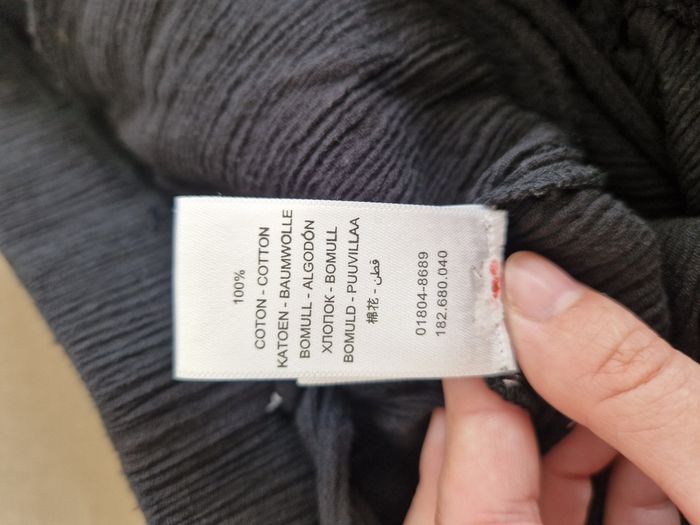 100%
COTON - COTTON
KATOEN - BAUMWOLLE
BOMULL - ALGODÓN
ХЛОПОК - BOMULL
BOMULD - PUUVILLAA
棉花 - قطن
01804-8689
182.680.040